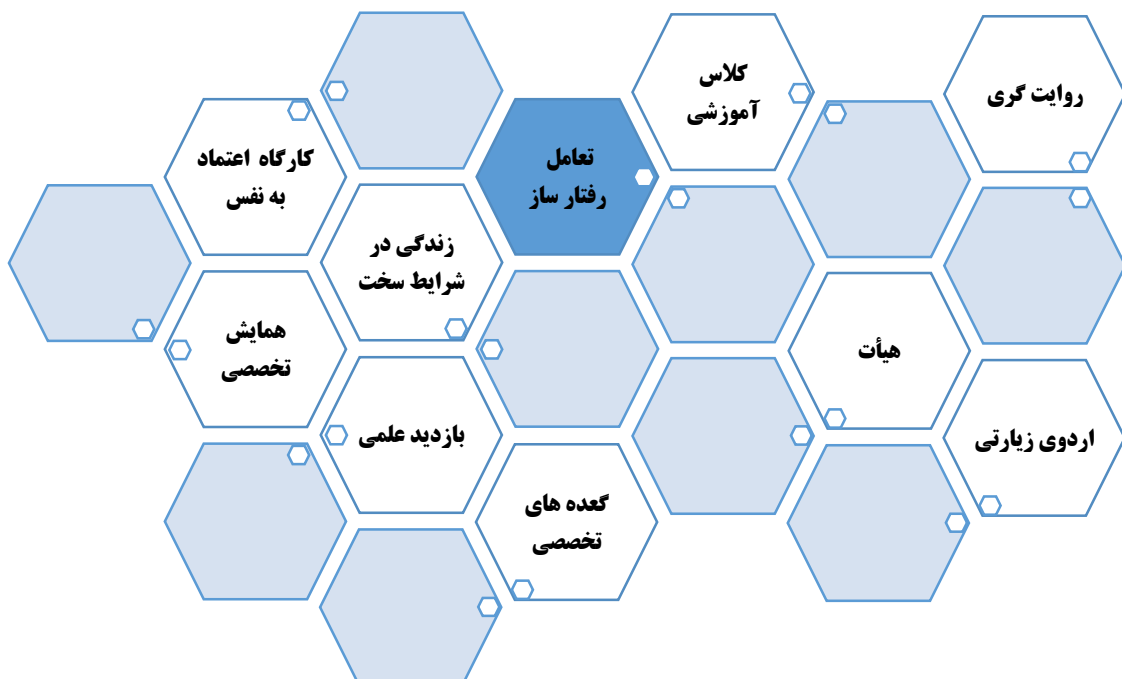 روایت گری
کلاس
آموزشی
تعامل
رفتار ساز
کارگاه اعتماد
به نفس
زندگی در
شرایط سخت
هیأت
همایش
تخصصی
اردوی زیارتی
بازدید علمی
گعده های
تخصصی